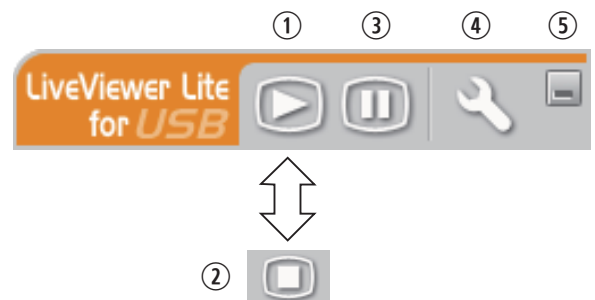 ① ③ ④ ⑤
LiveViewer Lite
for USB
②